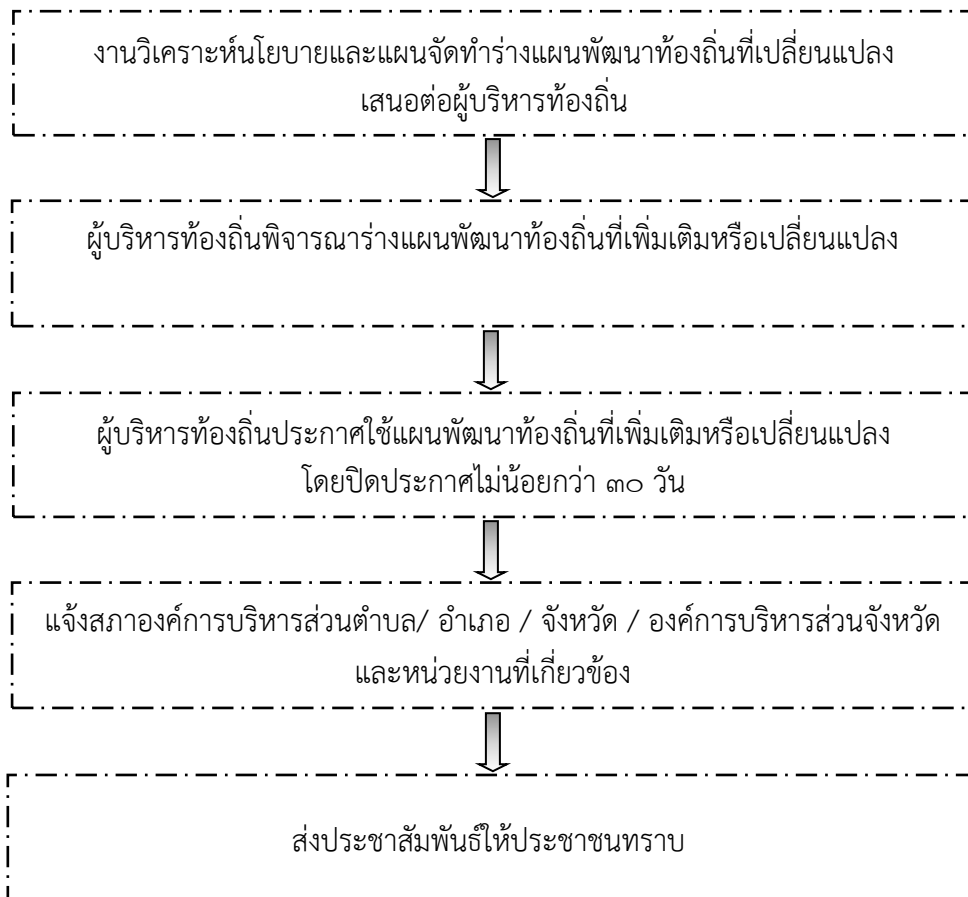 งานวิเคราะห์นโยบายและแผนจัดทำร่างแผนพัฒนาท้องถิ่นที่เปลี่ยนแปลง
เสนอต่อผู้บริหารท้องถิ่น
ผู้บริหารท้องถิ่นพิจารณาร่างแผนพัฒนาท้องถิ่นที่เพิ่มเติมหรือเปลี่ยนแปลง
ผู้บริหารท้องถิ่นประกาศใช้แผนพัฒนาท้องถิ่นที่เพิ่มเติมหรือเปลี่ยนแปลง
โดยปิดประกาศไม่น้อยกว่า ๓๐ วัน
แจ้งสภาองค์การบริหารส่วนตำบล/ อำเภอ / จังหวัด / องค์การบริหารส่วนจังหวัด
และหน่วยงานที่เกี่ยวข้อง
ส่งประชาสัมพันธ์ให้ประชาชนทราบ